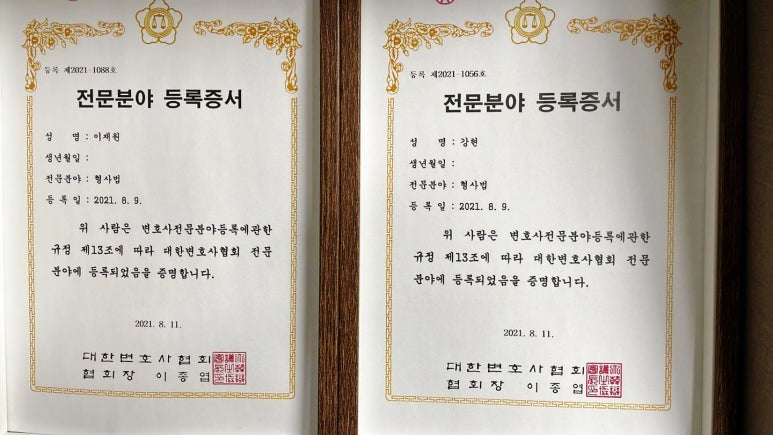 등록 제2021-1088호
전문분야 등록증서
성 명 : 이재원
생년월일 :
전문분야 : 형사법
등 록 일 : 2021. 8. 9.
위 사람은 변호사전문분야등록에관한
규정 제13조에 따라 대한변호사협회 전문
분야에 등록되었음을 증명합니다.
2021. 8. 11.
대한변호사협회
협회장 이종엽
등록 제2021-1056호
전문분야 등록증서
성 명 : 강현
생년월일 :
전문분야 : 형사법
등 록 일 : 2021. 8. 9.
위 사람은 변호사전문분야등록에관한
규정 제13조에 따라 대한변호사협회 전문
분야에 등록되었음을 증명합니다.
2021. 8. 11.
대한변호사협회
협회장 이종엽